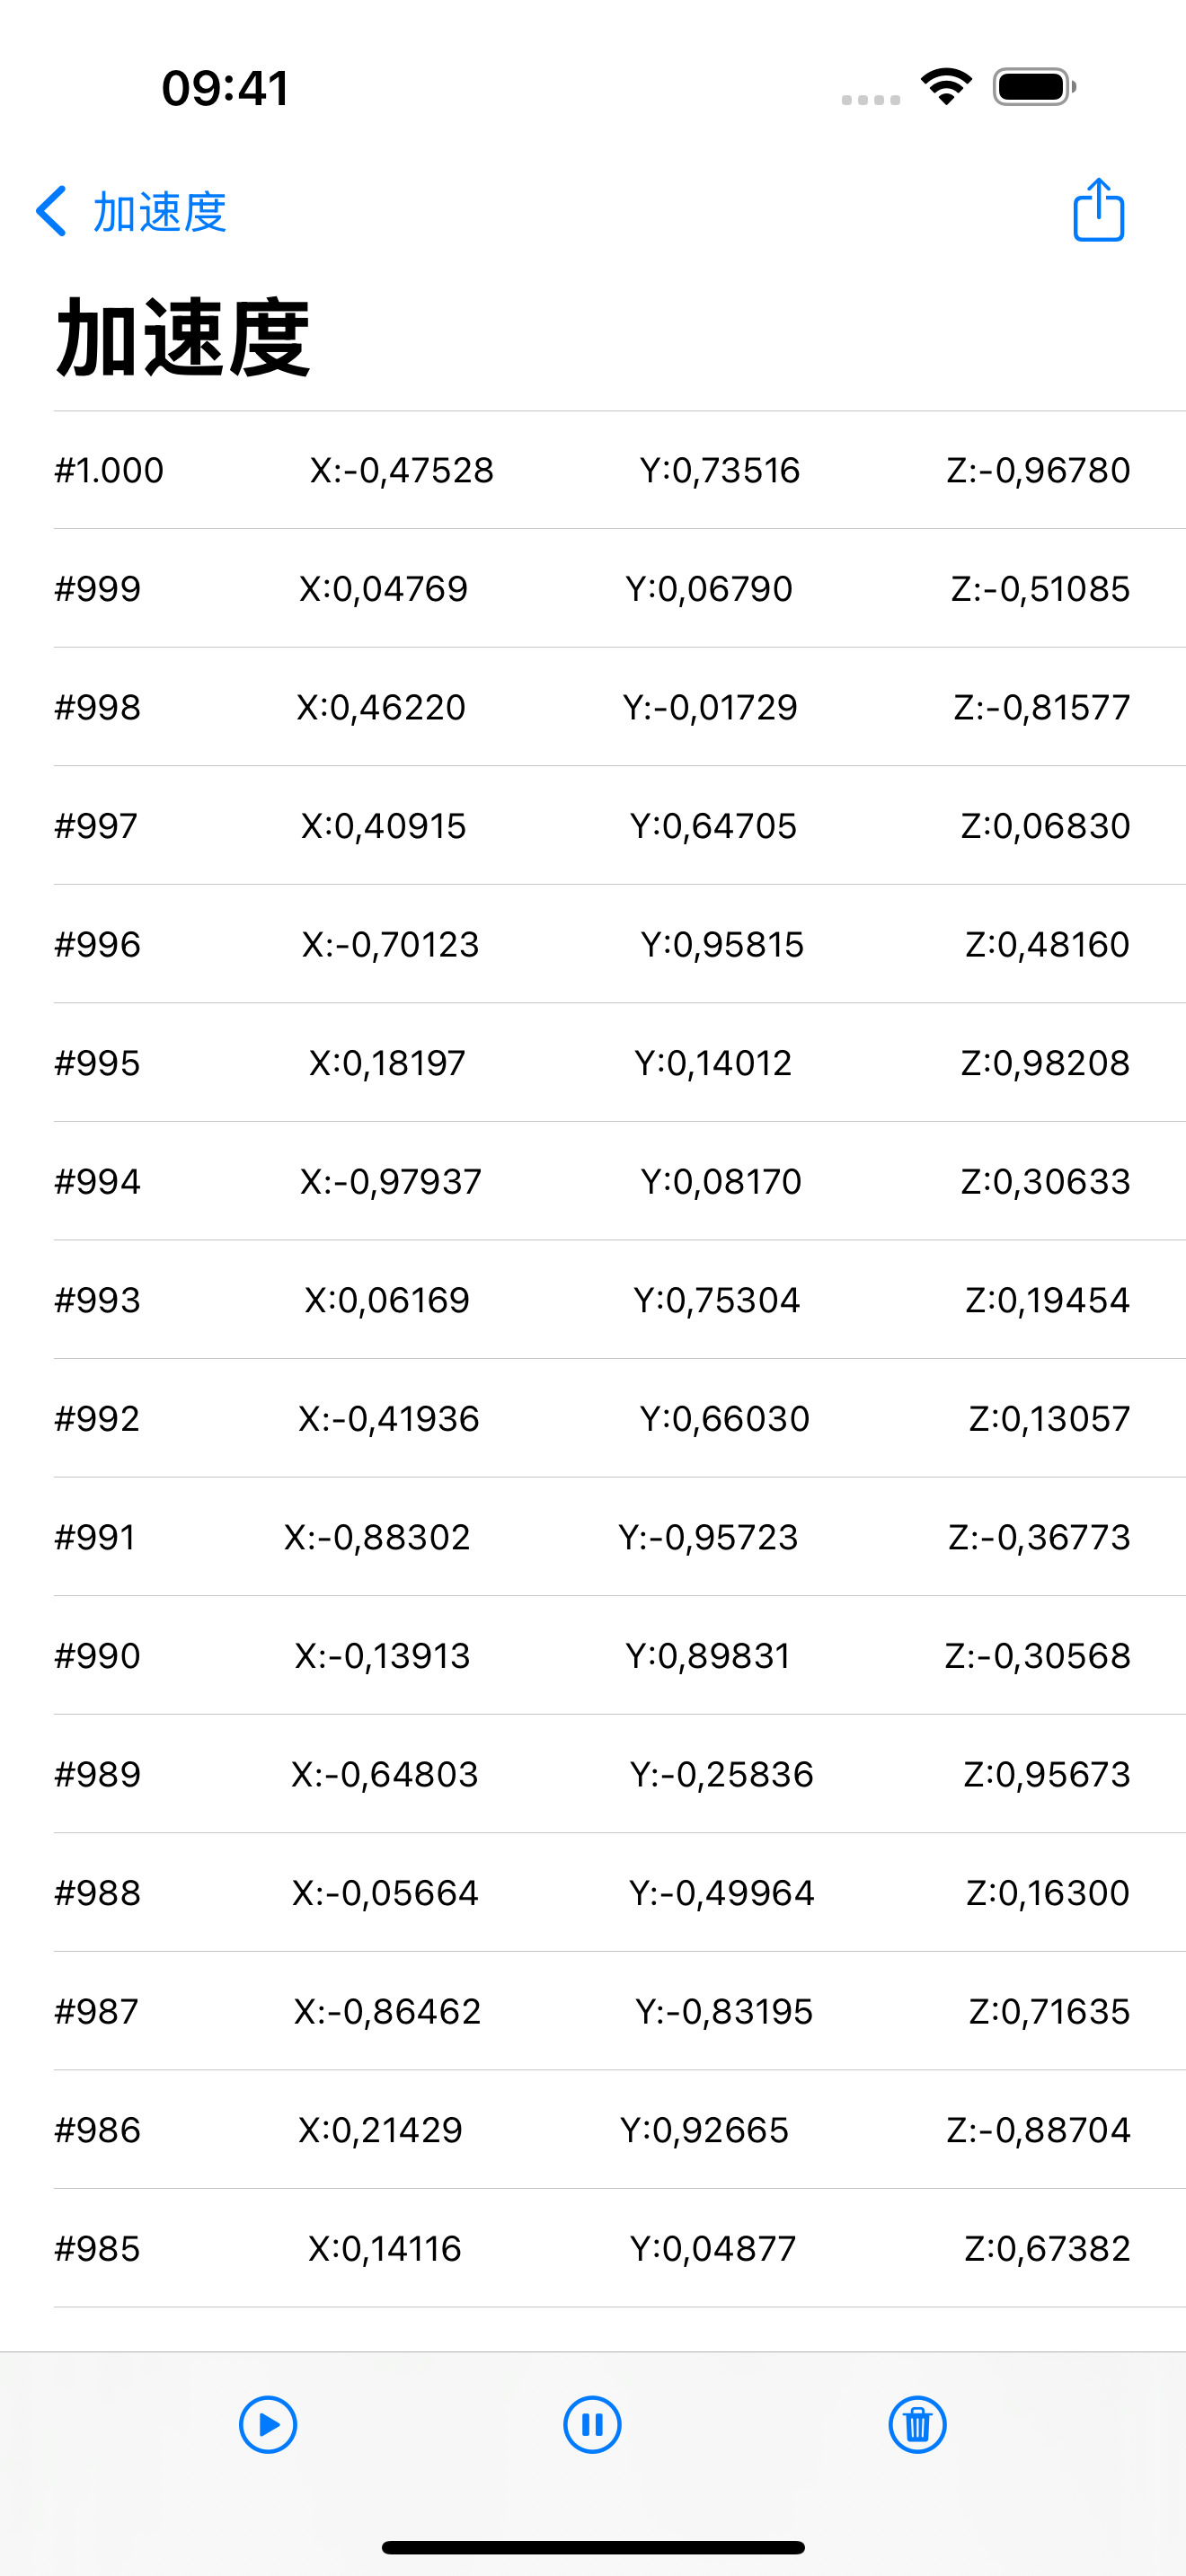 09:41
加速度
加速度
#1.000 X:-0,47528 Y:0,73516 Z:-0,96780
#999 X:0,04769 Y:0,06790 Z:-0,51085
#998 X:0,46220 Y:-0,01729 Z:-0,81577
#997 X:0,40915 Y:0,64705 Z:0,06830
#996 X:-0,70123 Y:0,95815 Z:0,48160
#995 X:0,18197 Y:0,14012 Z:0,98208
#994 X:-0,97937 Y:0,08170 Z:0,30633
#993 X:0,06169 Y:0,75304 Z:0,19454
#992 X:-0,41936 Y:0,66030 Z:0,13057
#991 X:-0,88302 Y:-0,95723 Z:-0,36773
#990 X:-0,13913 Y:0,89831 Z:-0,30568
#989 X:-0,64803 Y:-0,25836 Z:0,95673
#988 X:-0,05664 Y:-0,49964 Z:0,16300
#987 X:-0,86462 Y:-0,83195 Z:0,71635
#986 X:0,21429 Y:0,92665 Z:-0,88704
#985 X:0,14116 Y:0,04877 Z:0,67382